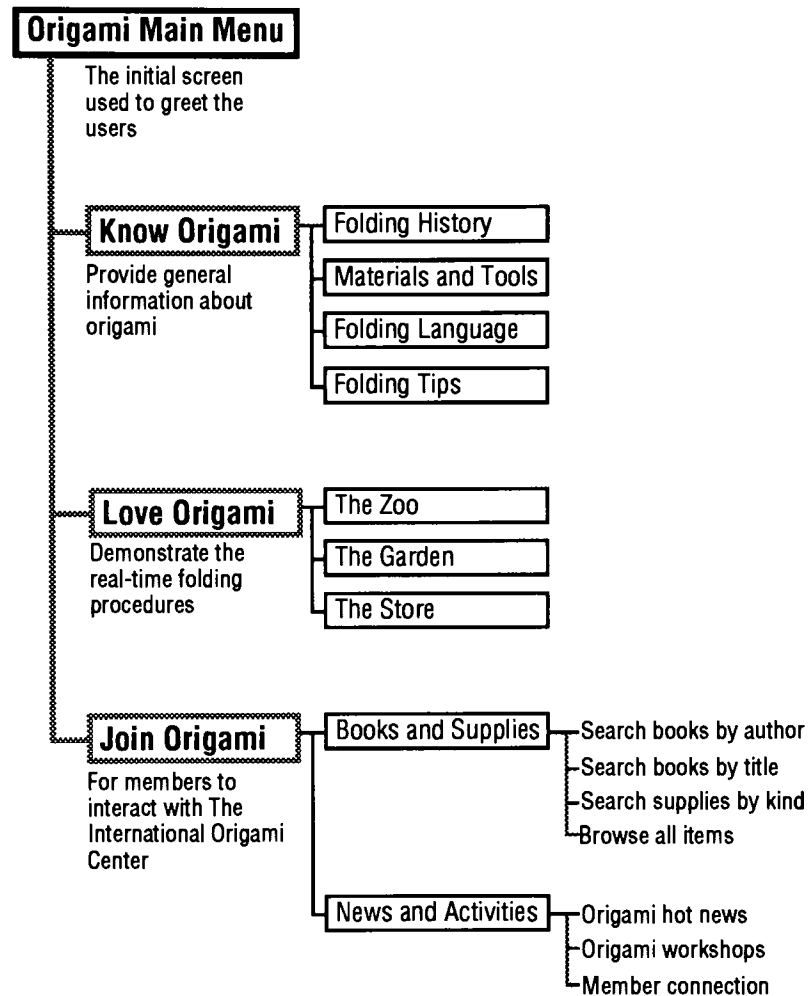 Origami Main Menu
The initial screen
used to greet the
users
Know Origami
Provide general
information about
origami
Folding History
Materials and Tools
Folding Language
Folding Tips
Love Origami
Demonstrate the
real-time folding
procedures
The Zoo
The Garden
The Store
Join Origami
For members to
interact with The
International Origami
Center
Books and Supplies
Search books by author
Search books by title
Search supplies by kind
Browse all items
News and Activities
Origami hot news
Origami workshops
Member connection